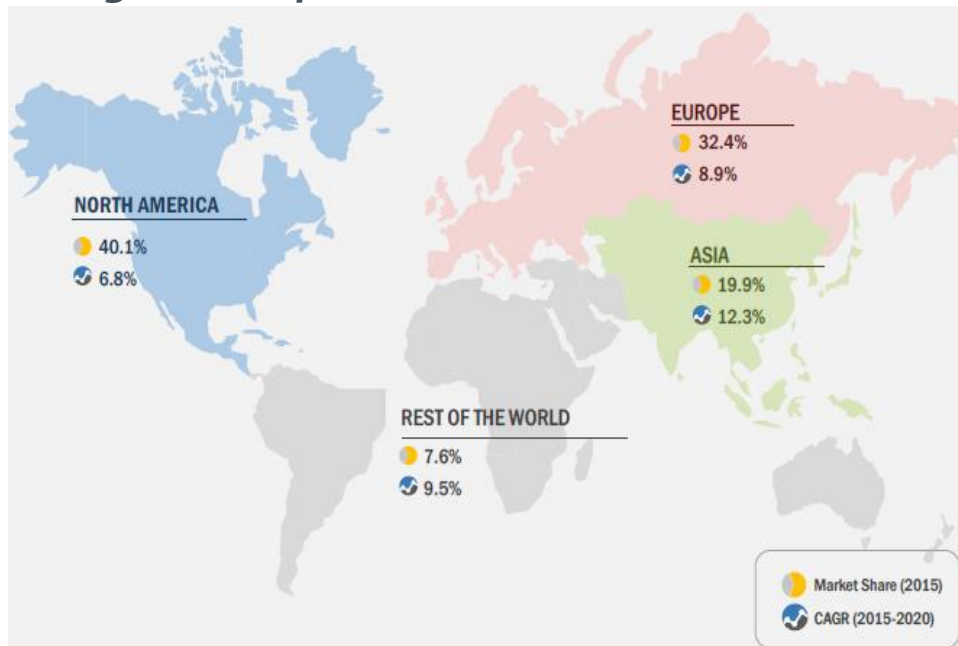 NORTH AMERICA
40.1%
6.8%
EUROPE
32.4%
8.9%
ASIA
19.9%
12.3%
REST OF THE WORLD
7.6%
9.5%
Market Share (2015)
CAGR (2015-2020)